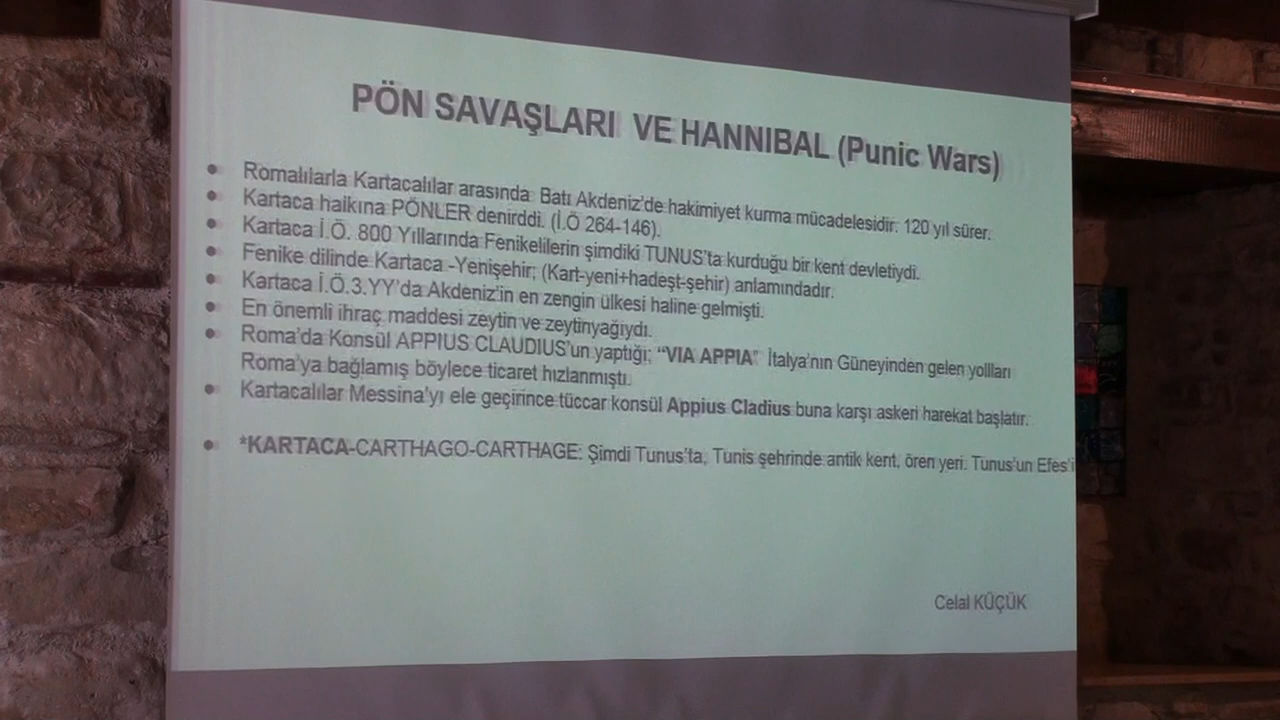 PÖN SAVAŞLARI VE HANNIBAL (Punic Wars)
• Romalılarla Kartacalılar arasında Batı Akdeniz'de hakimiyet kurma mücadelesidir. 120 yıl sürer.
• Kartaca halkına PÖNLER denirddi. (İ.Ö 264-146).
• Kartaca İ.Ö. 800 Yıllarında Fenikelilerin şimdiki TUNUS'ta kurduğu bir kent devletiydi.
• Fenike dilinde Kartaca -Yenişehir; (Kart-yeni+hadeşt-şehir) anlamındadır.
• Kartaca İ.Ö.3.YY'da Akdeniz'in en zengin ülkesi haline gelmişti.
• En önemli ihraç maddesi zeytin ve zeytinyağıydı.
• Roma'da Konsül APPIUS CLAUDIUS'un yaptığı; "VIA APPIA" İtalya'nın Güneyinden gelen yollları
Roma'ya bağlamış böylece ticaret hızlanmıştı.
• Kartacalılar Messina'yı ele geçirince tüccar konsül Appius Cladius buna karşı askeri harekat başlatır.
• *KARTACA-CARTHAGO-CARTHAGE: Şimdi Tunus'ta, Tunis şehrinde antik kent, ören yeri. Tunus'un Efes'i
Celal KÜÇÜK